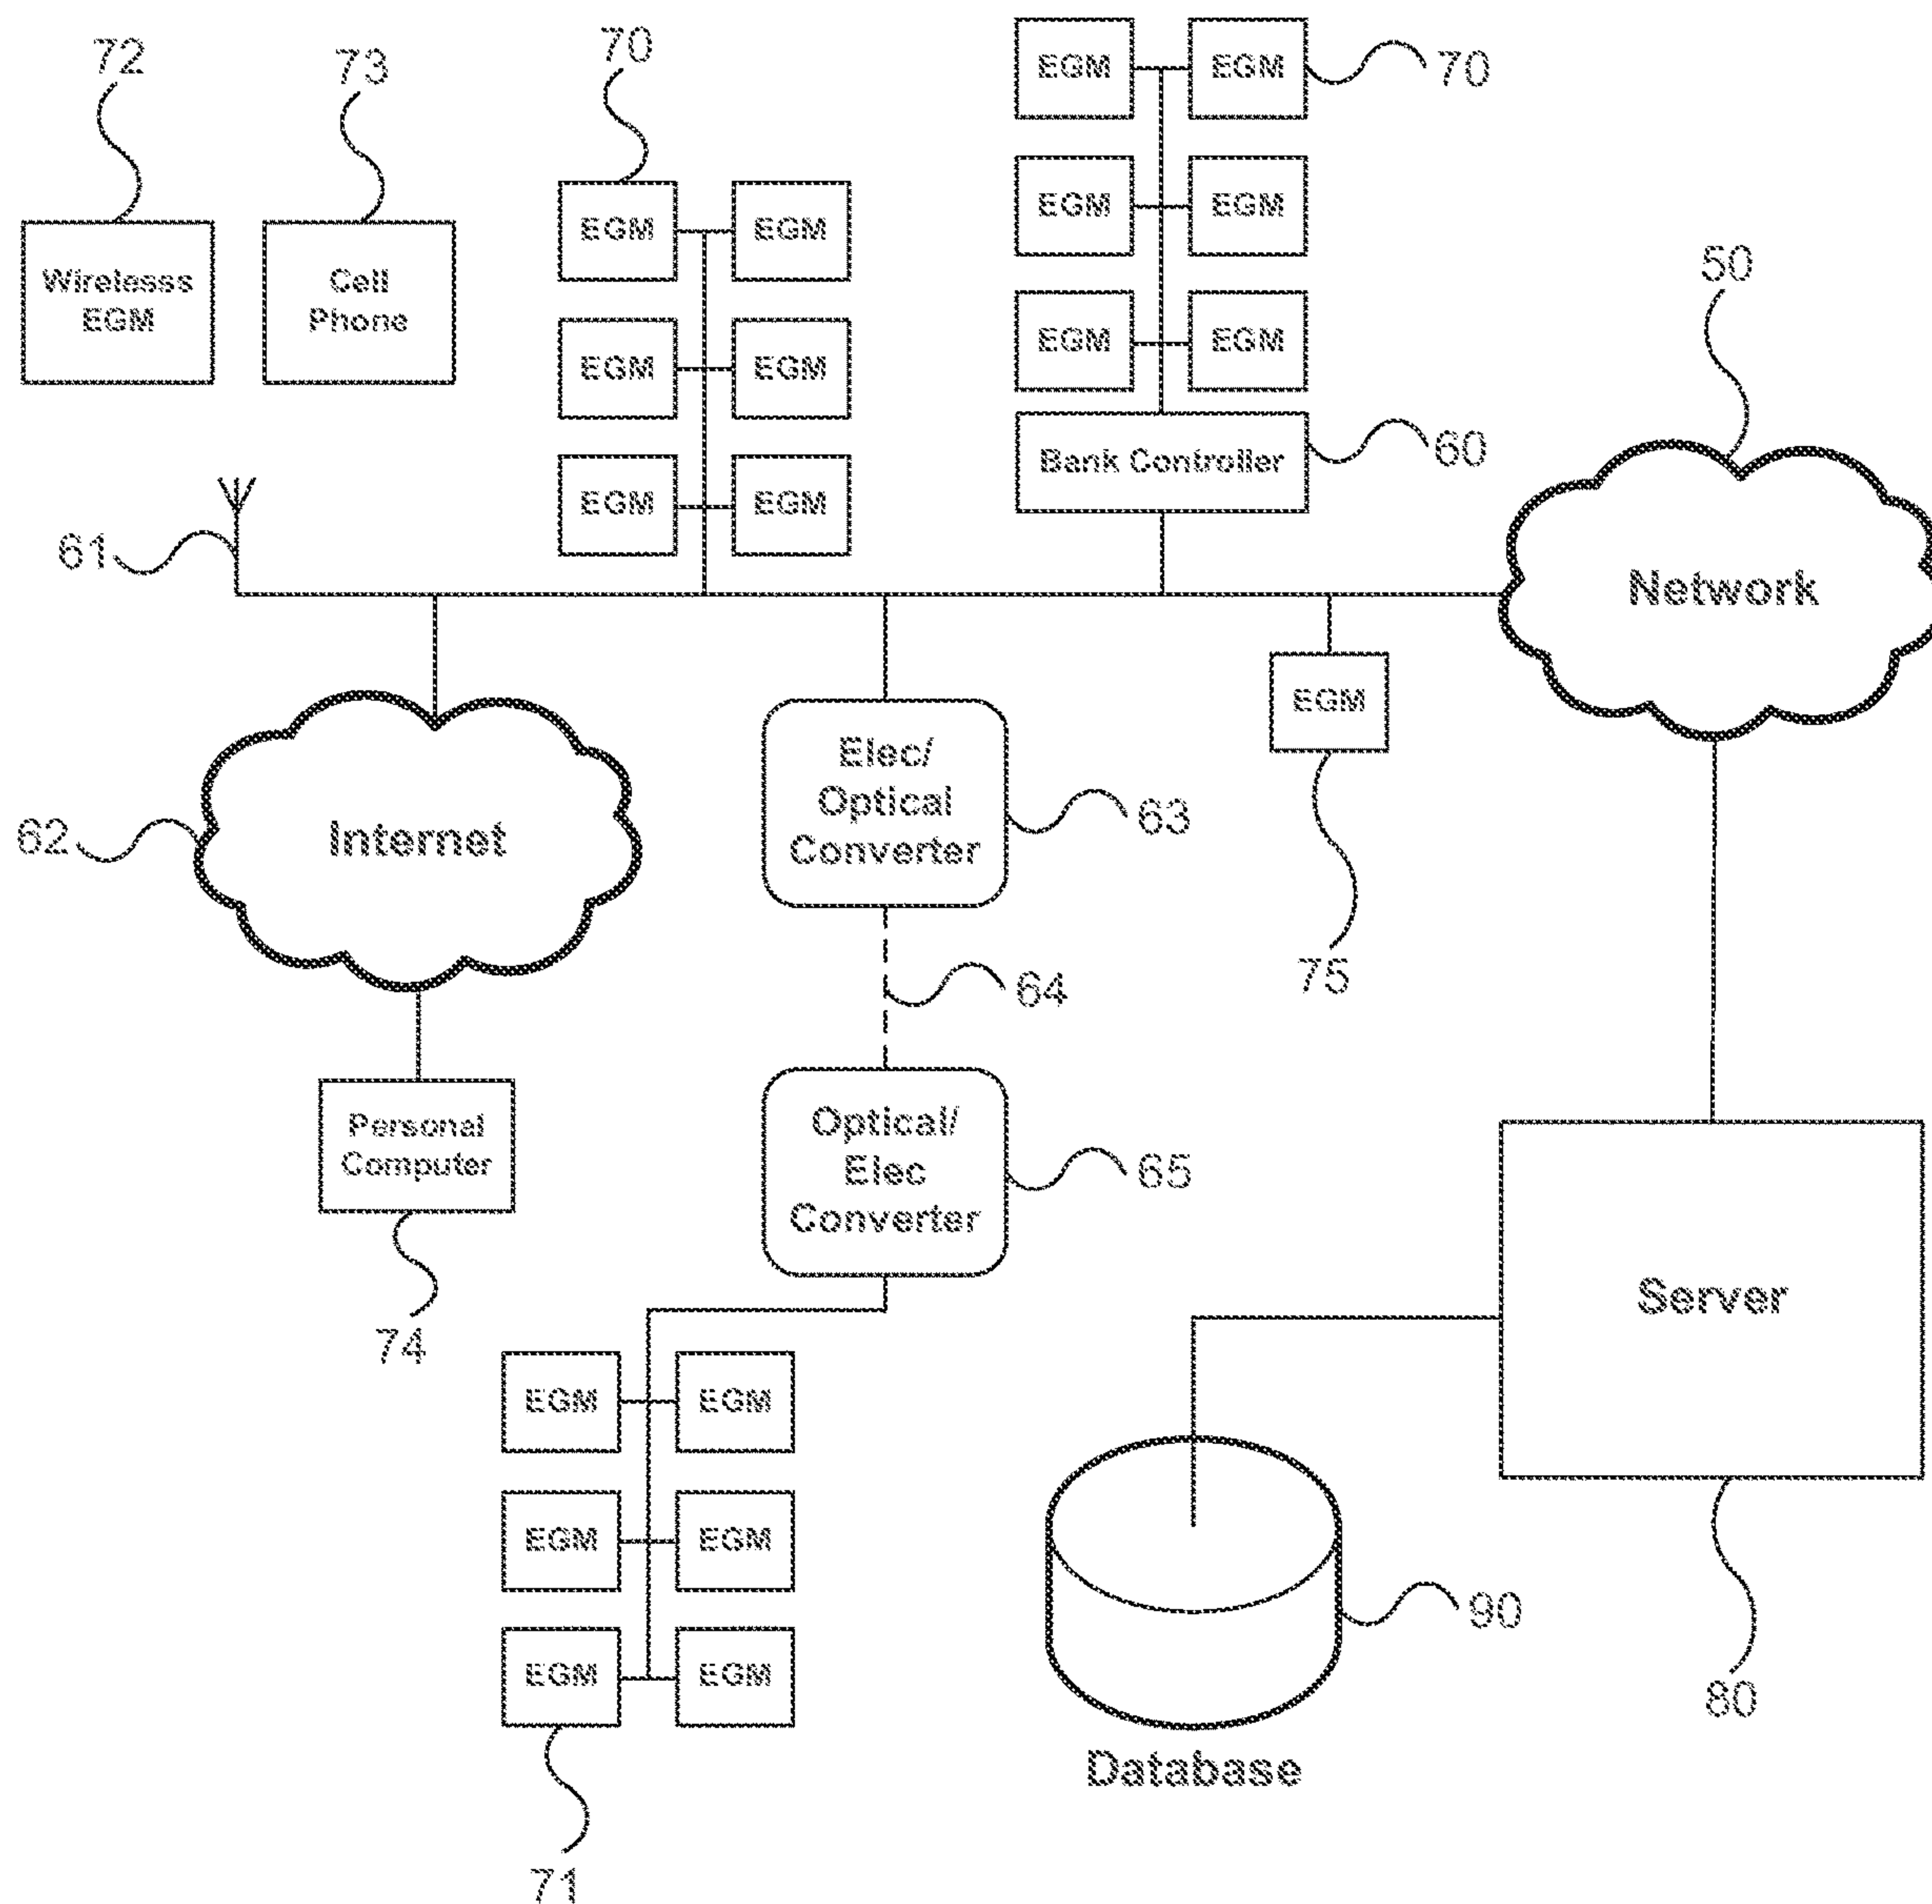 72
73
70
EGM
EGM
70
Wirelesss
EGM
Cell
Phone
EGM
EGM
EGM
EGM
EGM
EGM
EGM
EGM
50
EGM
EGM
Bank Controller
60
EGM
EGM
61
Network
EGM
75
Internet
62
Elec/
Optical
Converter
63
64
Personal
Computer
74
Optical/
Elec
Converter
65
Server
80
EGM
EGM
EGM
EGM
EGM
EGM
71
90
Database